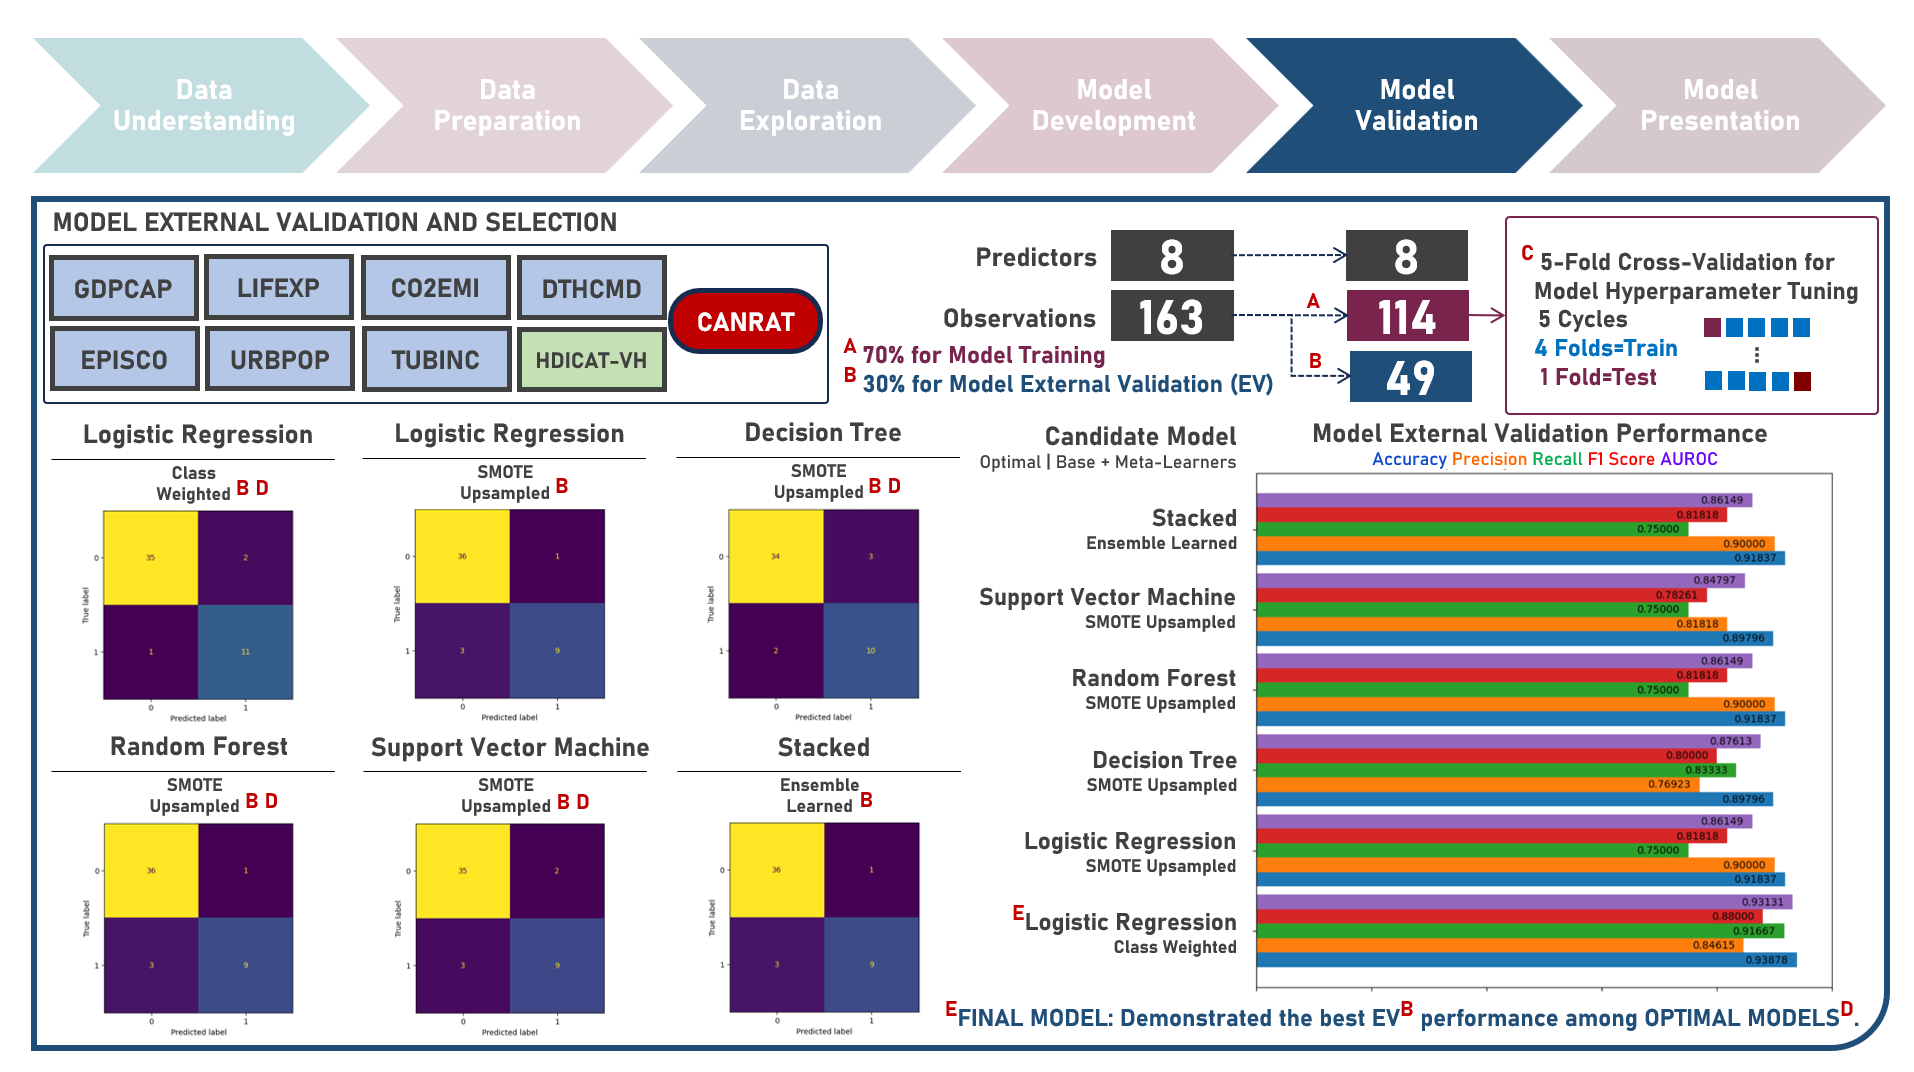 Data
Understanding
Data
Preparation
Data
Exploration
Model
Development
Model
Validation
Model
Presentation
MODEL EXTERNAL VALIDATION AND SELECTION
GDPCAP
LIFEXP
CO2EMI
DTHCMD
EPISCO
URBPOP
TUBINC
HDICAT-VH
CANRAT
Predictors
8
8
Observations
163
A
114
B
49
A 70% for Model Training
B 30% for Model External Validation (EV)
C 5-Fold Cross-Validation for
Model Hyperparameter Tuning
5 Cycles
4 Folds=Train
1 Fold=Test
Logistic Regression
Class
Weighted B D
True label
0
35
2
1
1
11
0
1
Predicted label
Logistic Regression
SMOTE
Upsampled B
True label
0
36
1
1
3
9
0
1
Predicted label
Decision Tree
SMOTE
Upsampled B D
True label
0
34
3
1
2
10
0
1
Predicted label
Random Forest
SMOTE
Upsampled B D
True label
0
36
1
1
3
9
0
1
Predicted label
Support Vector Machine
SMOTE
Upsampled B D
True label
0
35
2
1
3
9
0
1
Predicted label
Stacked
Ensemble
Learned B
True label
0
36
1
1
3
9
0
1
Predicted label
Candidate Model
Optimal | Base + Meta-Learners
Model External Validation Performance
Accuracy Precision Recall F1 Score AUROC
Stacked
Ensemble Learned
0.86149
0.81818
0.75000
0.90000
0.91837
Support Vector Machine
SMOTE Upsampled
0.84797
0.78261
0.75000
0.81818
0.89796
Random Forest
SMOTE Upsampled
0.86149
0.81818
0.75000
0.90000
0.91837
Decision Tree
SMOTE Upsampled
0.87613
0.80000
0.83333
0.76923
0.89796
Logistic Regression
SMOTE Upsampled
0.86149
0.81818
0.75000
0.90000
0.91837
E Logistic Regression
Class Weighted
0.93131
0.88000
0.91667
0.84615
0.93878
E FINAL MODEL: Demonstrated the best EV B performance among OPTIMAL MODELS D.